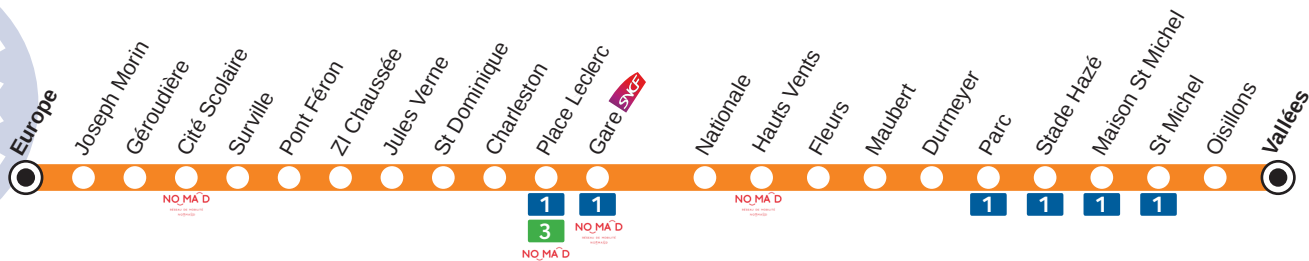 Europe
Joseph Morin
Géroudière
Cité Scolaire
Surville
Pont Féron
ZI Chaussée
Jules Verne
St Dominique
Charleston
Place Leclerc
Gare SNCF
Nationale
Hauts Vents
Fleurs
Maubert
Durmeyer
Parc
Stade Hazé
Maison St Michel
St Michel
Oisillons
Vallées
NOMAD
1
3
NOMAD
1
NOMAD
NOMAD
1
1
1
1